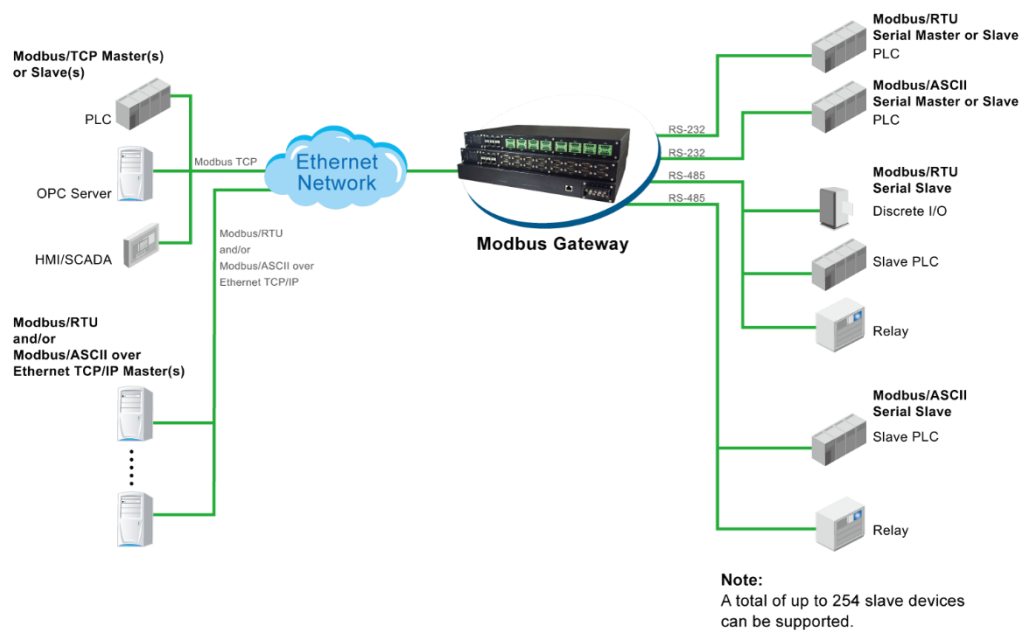 Modbus/TCP Master(s)
or Slave(s)
PLC
OPC Server
HMI/SCADA
Modbus TCP
Ethernet
Network
Modbus/RTU
and/or
Modbus/ASCII over
Ethernet TCP/IP
Modbus/RTU
and/or
Modbus/ASCII over
Ethernet TCP/IP Master(s)
Modbus Gateway
RS-232
RS-232
RS-485
RS-485
Modbus/RTU
Serial Master or Slave
PLC
Modbus/ASCII
Serial Master or Slave
PLC
Modbus/RTU
Serial Slave
Discrete I/O
Slave PLC
Relay
Modbus/ASCII
Serial Slave
Slave PLC
Relay
Note:
A total of up to 254 slave devices
can be supported.